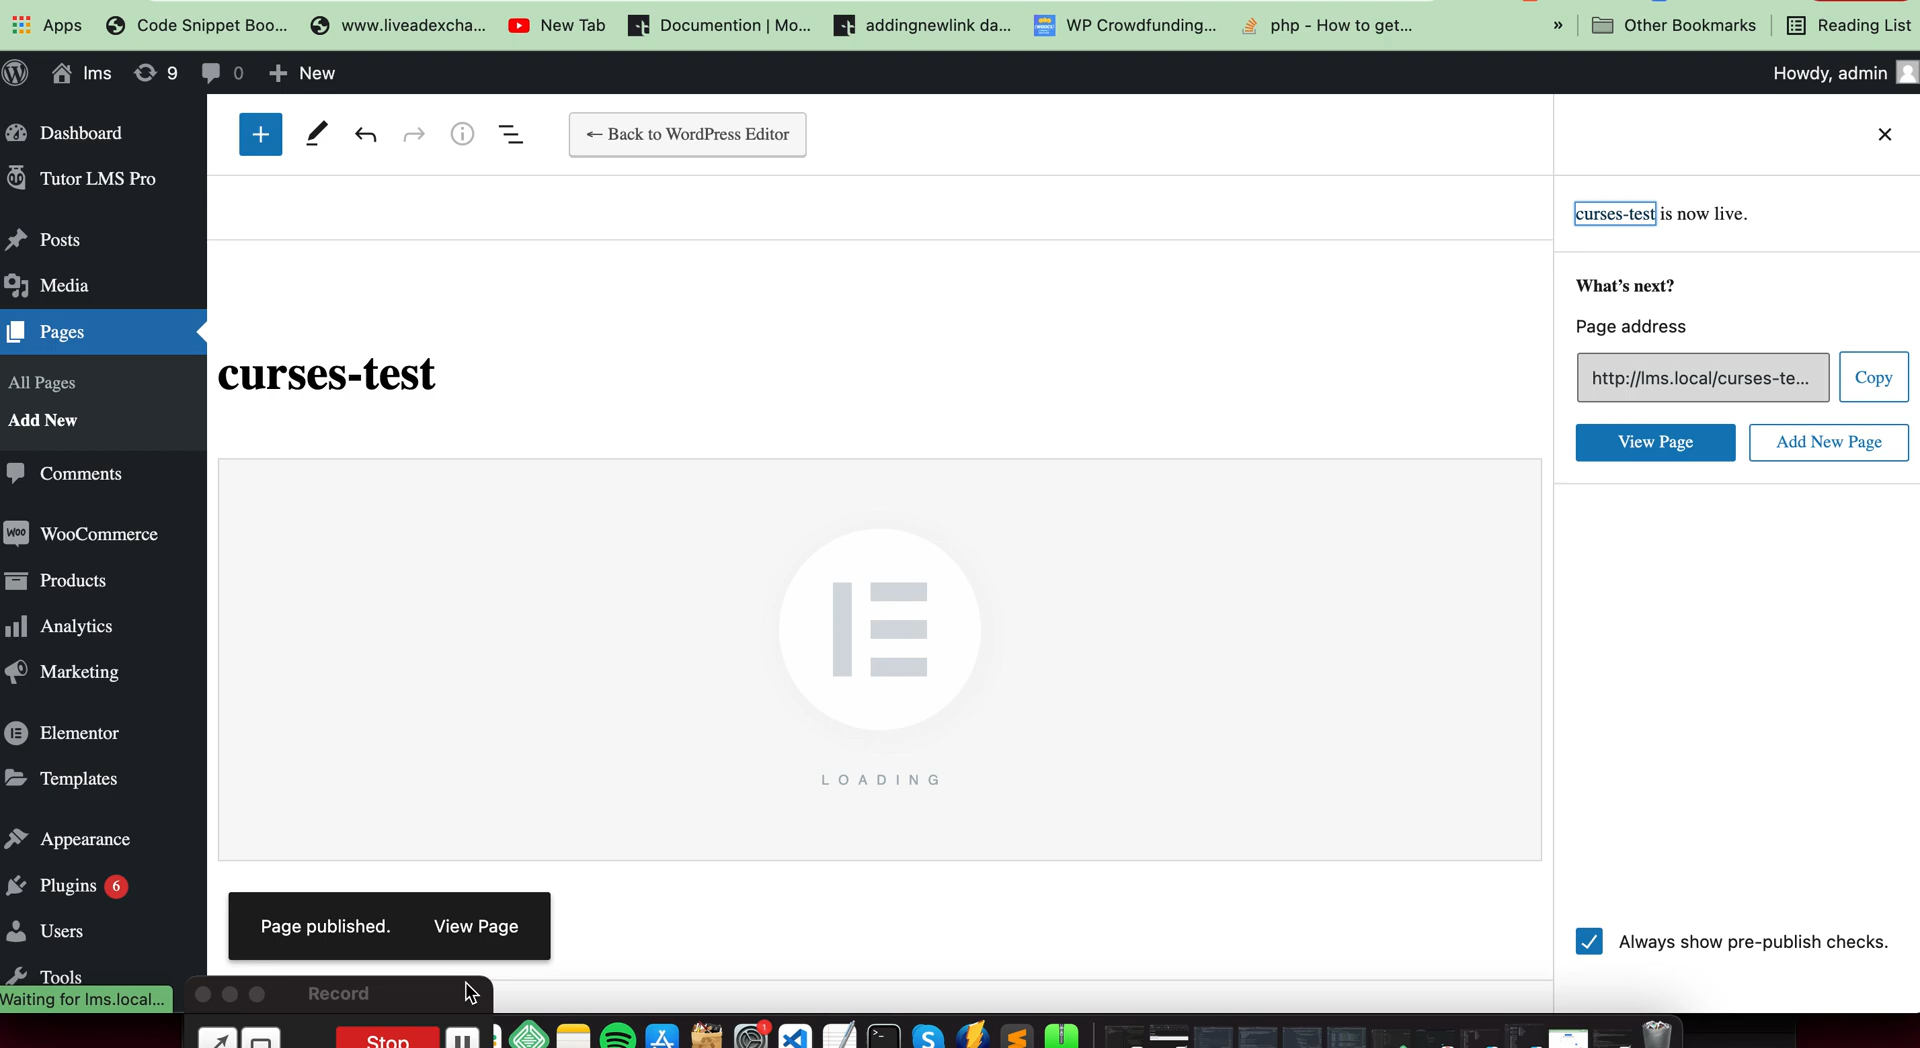 Apps Code Snippet Boo... www.liveadexcha... New Tab Documention | Mo... addingnewlink da... WP Crowdfunding... php - How to get... » Other Bookmarks Reading List
lms 9 0 New Howdy, admin
Dashboard
Tutor LMS Pro
Posts
Media
Pages
All Pages
Add New
Comments
WooCommerce
Products
Analytics
Marketing
Elementor
Templates
Appearance
Plugins 6
Users
Tools
Waiting for lms.local...
← Back to WordPress Editor
curses-test
LOADING
Page published. View Page
curses-test is now live.
What's next?
Page address
http://lms.local/curses-te... Copy
View Page Add New Page
Always show pre-publish checks.
Record
Stop
1